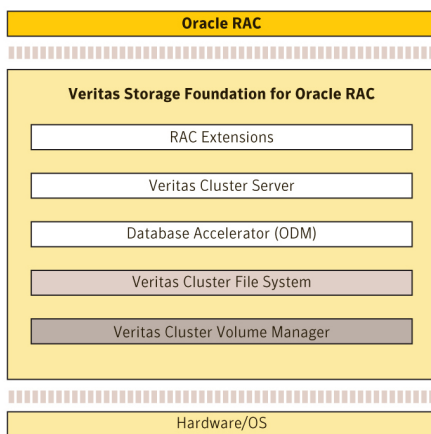 Oracle RAC
Veritas Storage Foundation for Oracle RAC
RAC Extensions
Veritas Cluster Server
Database Accelerator (ODM)
Veritas Cluster File System
Veritas Cluster Volume Manager
Hardware/OS